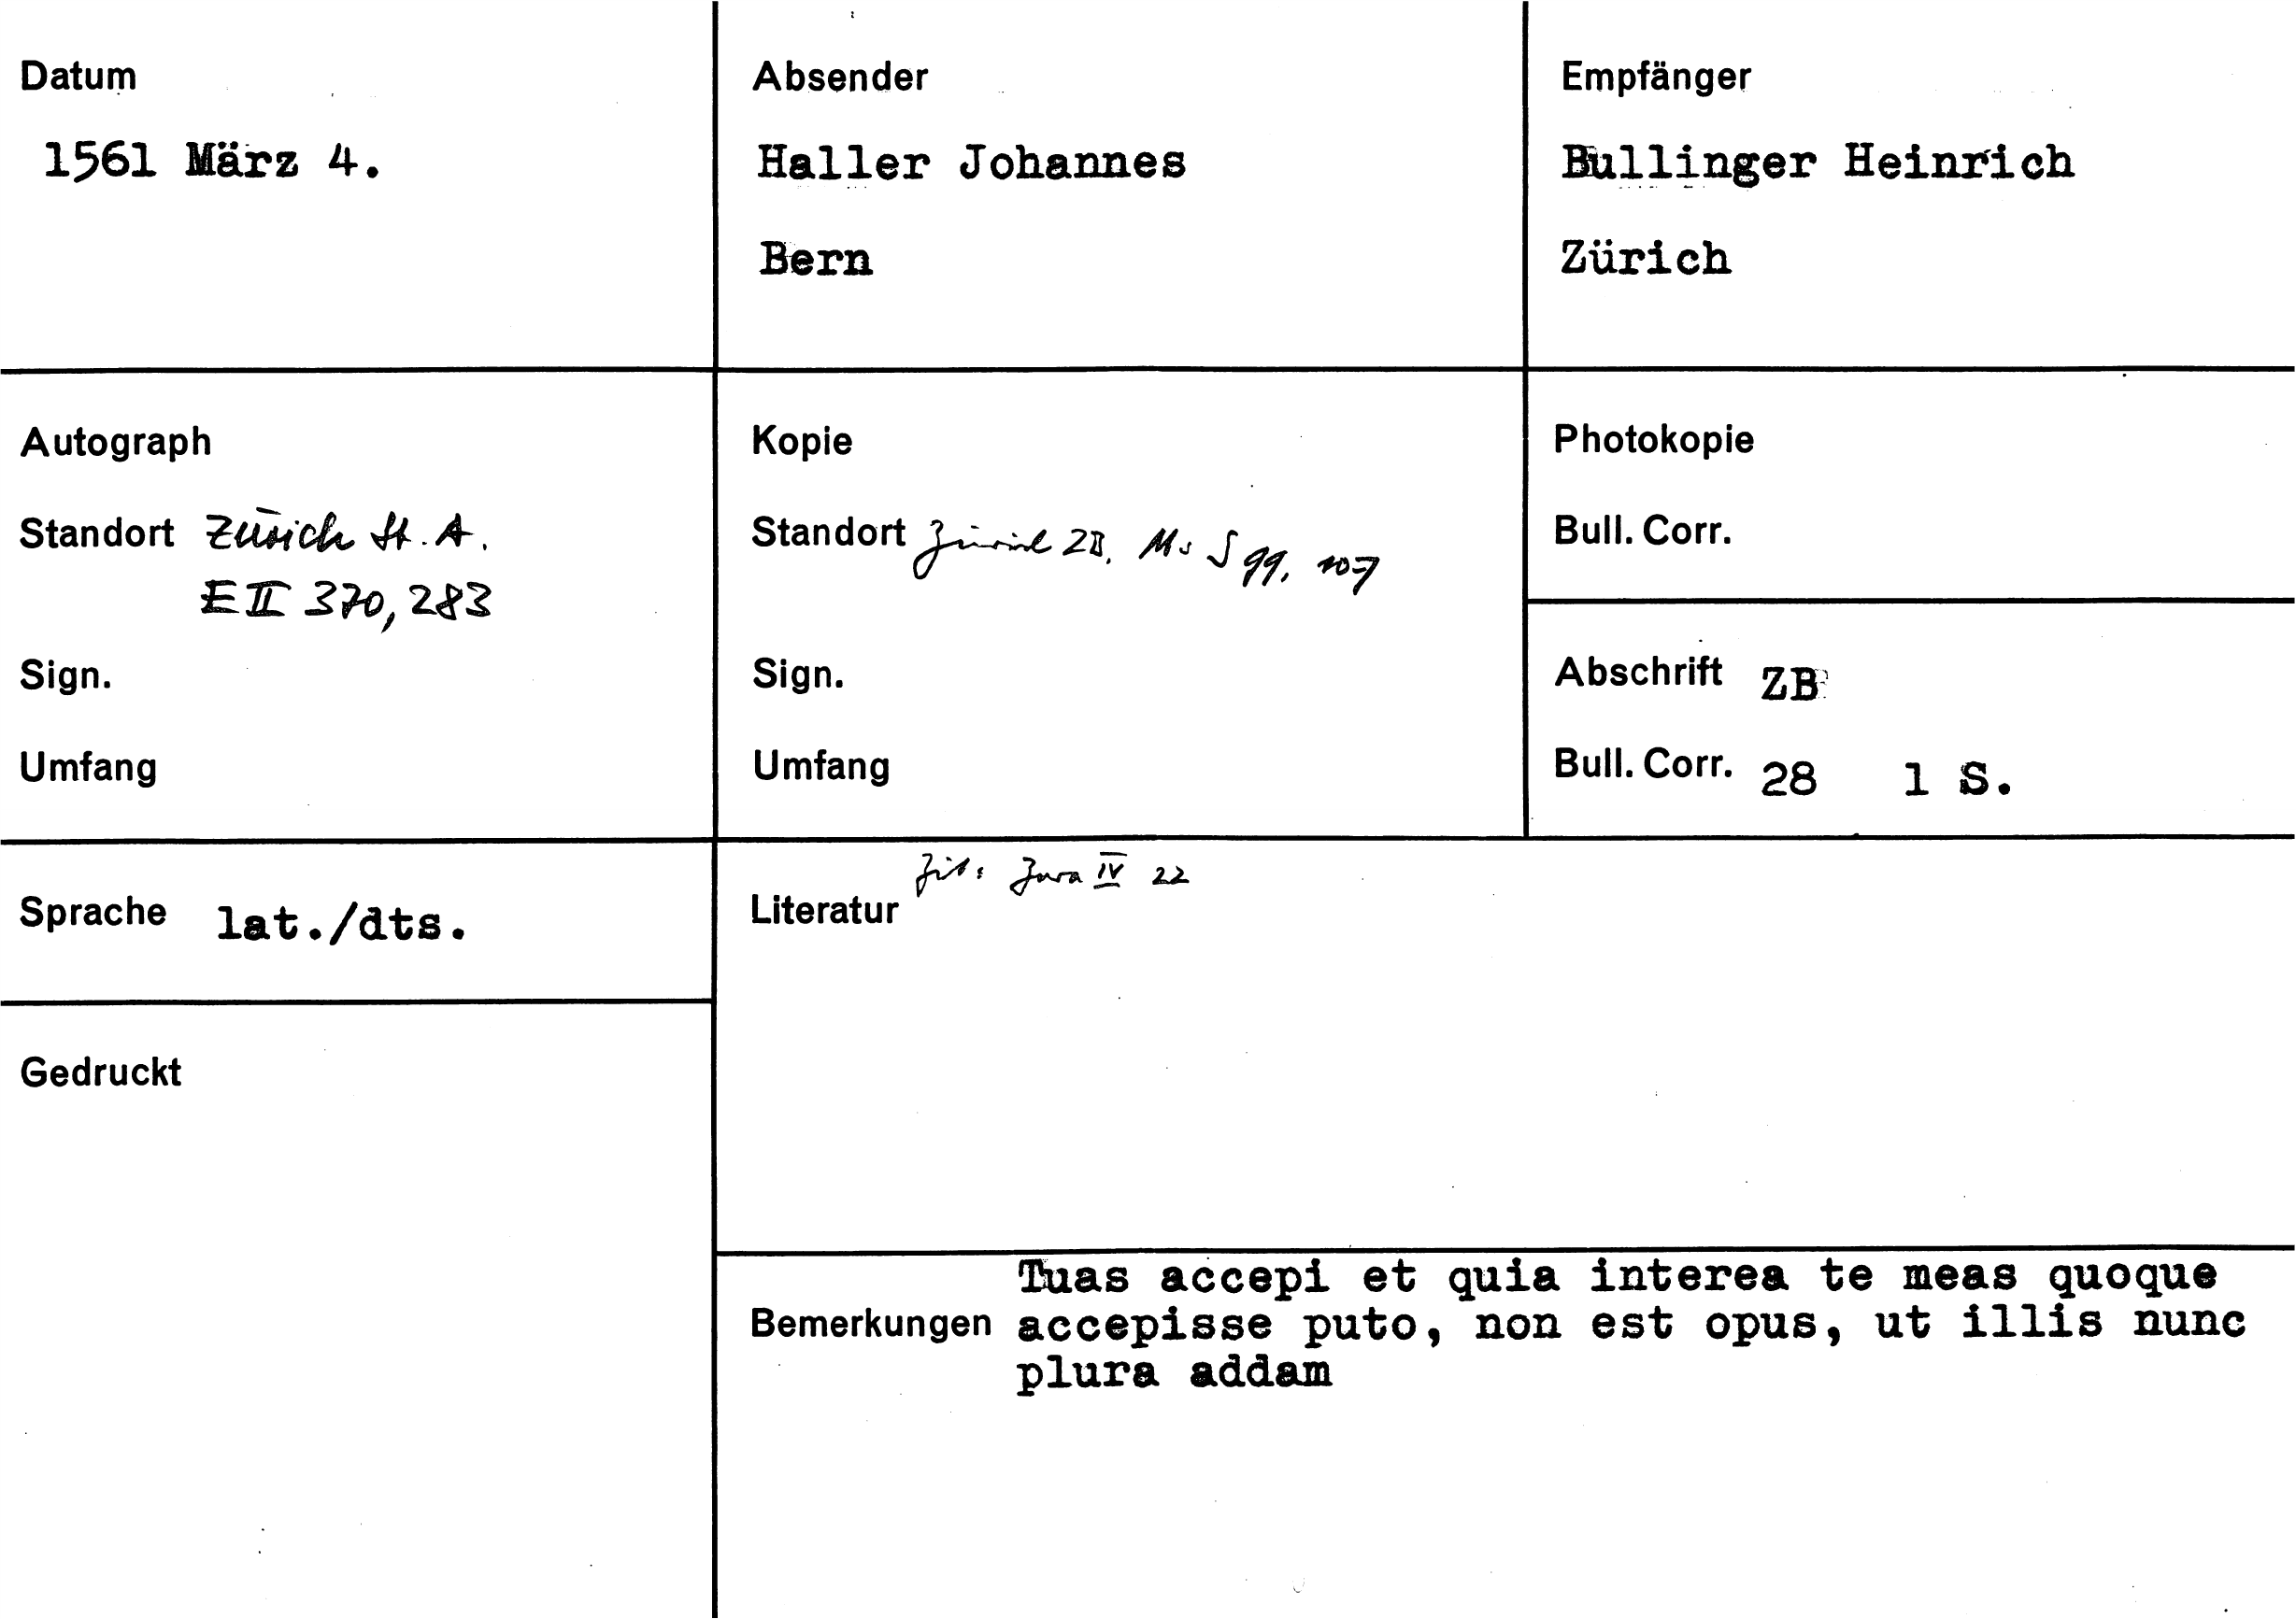 Datum
1561 März 4.
Absender
Haller Johannes
Bern
Empfänger
Bullinger Heinrich
Zürich
Autograph
Standort Zürich St. A.
E II 370, 283
Sign.
Umfang
Kopie
Standort Zürich ZB, Ms S 99, 107
Sign.
Umfang
Photokopie
Bull. Corr.
Abschrift ZB
Bull. Corr. 28 1 S.
Sprache lat./dts.
Gedruckt
Zit: Jura IV 22
Literatur
Tuas accepi et quia interea te meas quoque
Bemerkungen accepisse puto, non est opus, ut illis nunc
plura addam